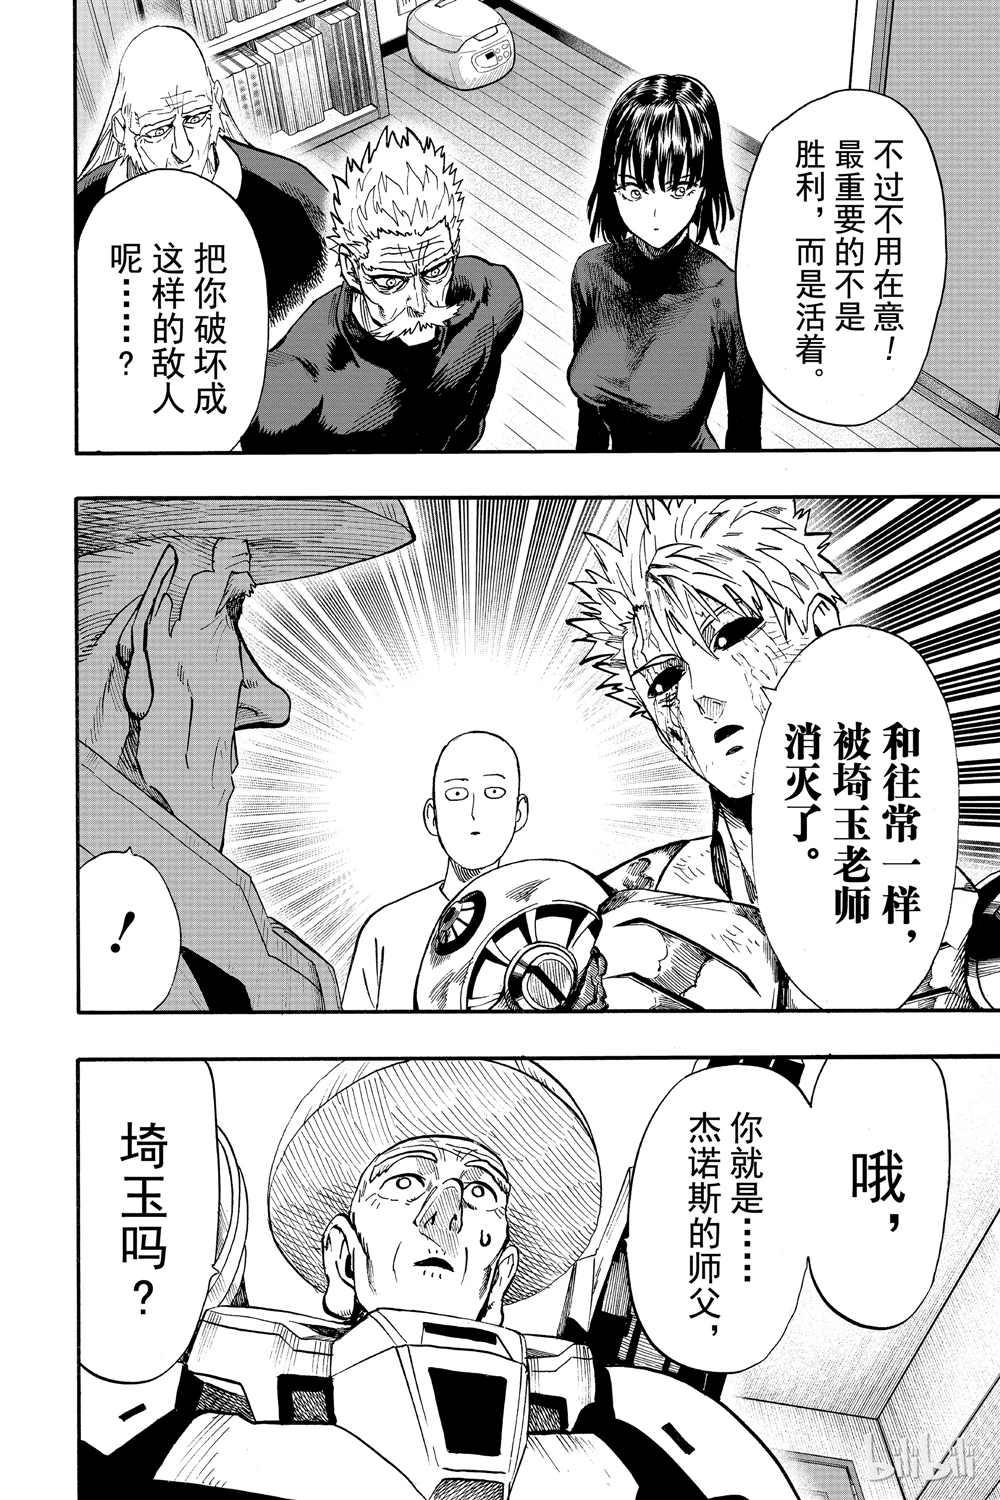 不过不用在意！
最重要的不是
胜利，而是活着。
把你破坏成
这样的敌人
呢……？
和往常一样，
被埼玉老师
消灭了。
！
哦，
你就是……
杰诺斯的师父，
埼玉吗？
bilibili